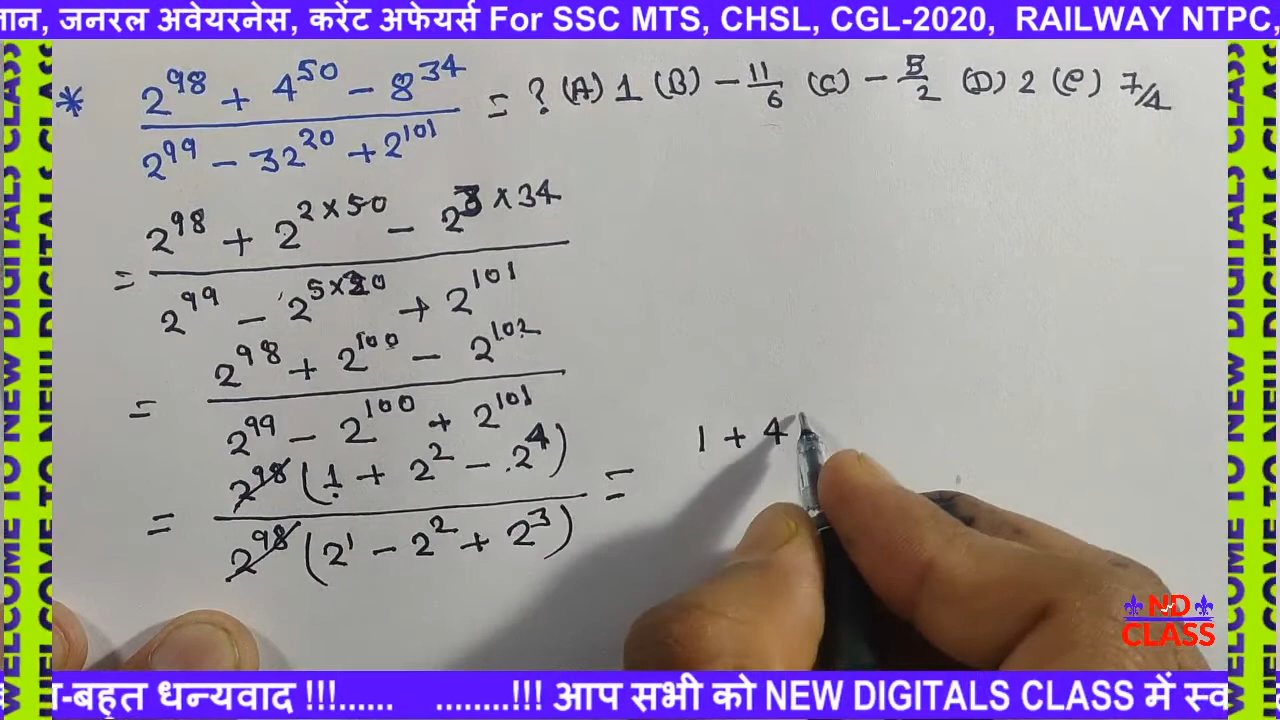 ज्ञान, जनरल अवेयरनेस, करेंट अफेयर्स For SSC MTS, CHSL, CGL-2020, RAILWAY NTPC,
* (2^98 + 4^50 - 8^34) / (2^99 - 32^20 + 2^101) = ? (A) 1 (B) -11/6 (C) -5/2 (D) 2 (E) 7/4
= (2^98 + 2^(2×50) - 2^(3×34)) / (2^99 - 2^(5×20) + 2^101)
= (2^98 + 2^100 - 2^102) / (2^99 - 2^100 + 2^101)
= 2^98 (1 + 2^2 - 2^4) / 2^98 (2^1 - 2^2 + 2^3) = 1 + 4
ND
CLASS
बहुत धन्यवाद !!!...... ........!!! आप सभी को NEW DIGITALS CLASS में स्व
WELCOME TO NEW DIGITALS CLASS
WELCOME TO NEW DIGITALS CLASS